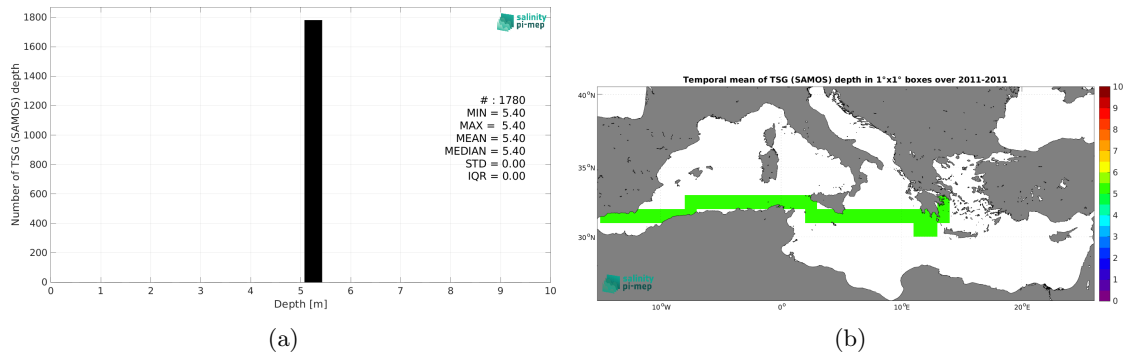 1800
1600
1400
1200
1000
800
600
400
200
0
Number of TSG (SAMOS) depth
salinity
pi-mep
# : 1780
MIN = 5.40
MAX = 5.40
MEAN = 5.40
MEDIAN = 5.40
STD = 0.00
IQR = 0.00
0 1 2 3 4 5 6 7 8 9 10
Depth [m]
(a)
Temporal mean of TSG (SAMOS) depth in 1°x1° boxes over 2011-2011
40°N
35°N
30°N
10°W 0° 10°E 20°E
salinity
pi-mep
10
9
8
7
6
5
4
3
2
1
0
(b)